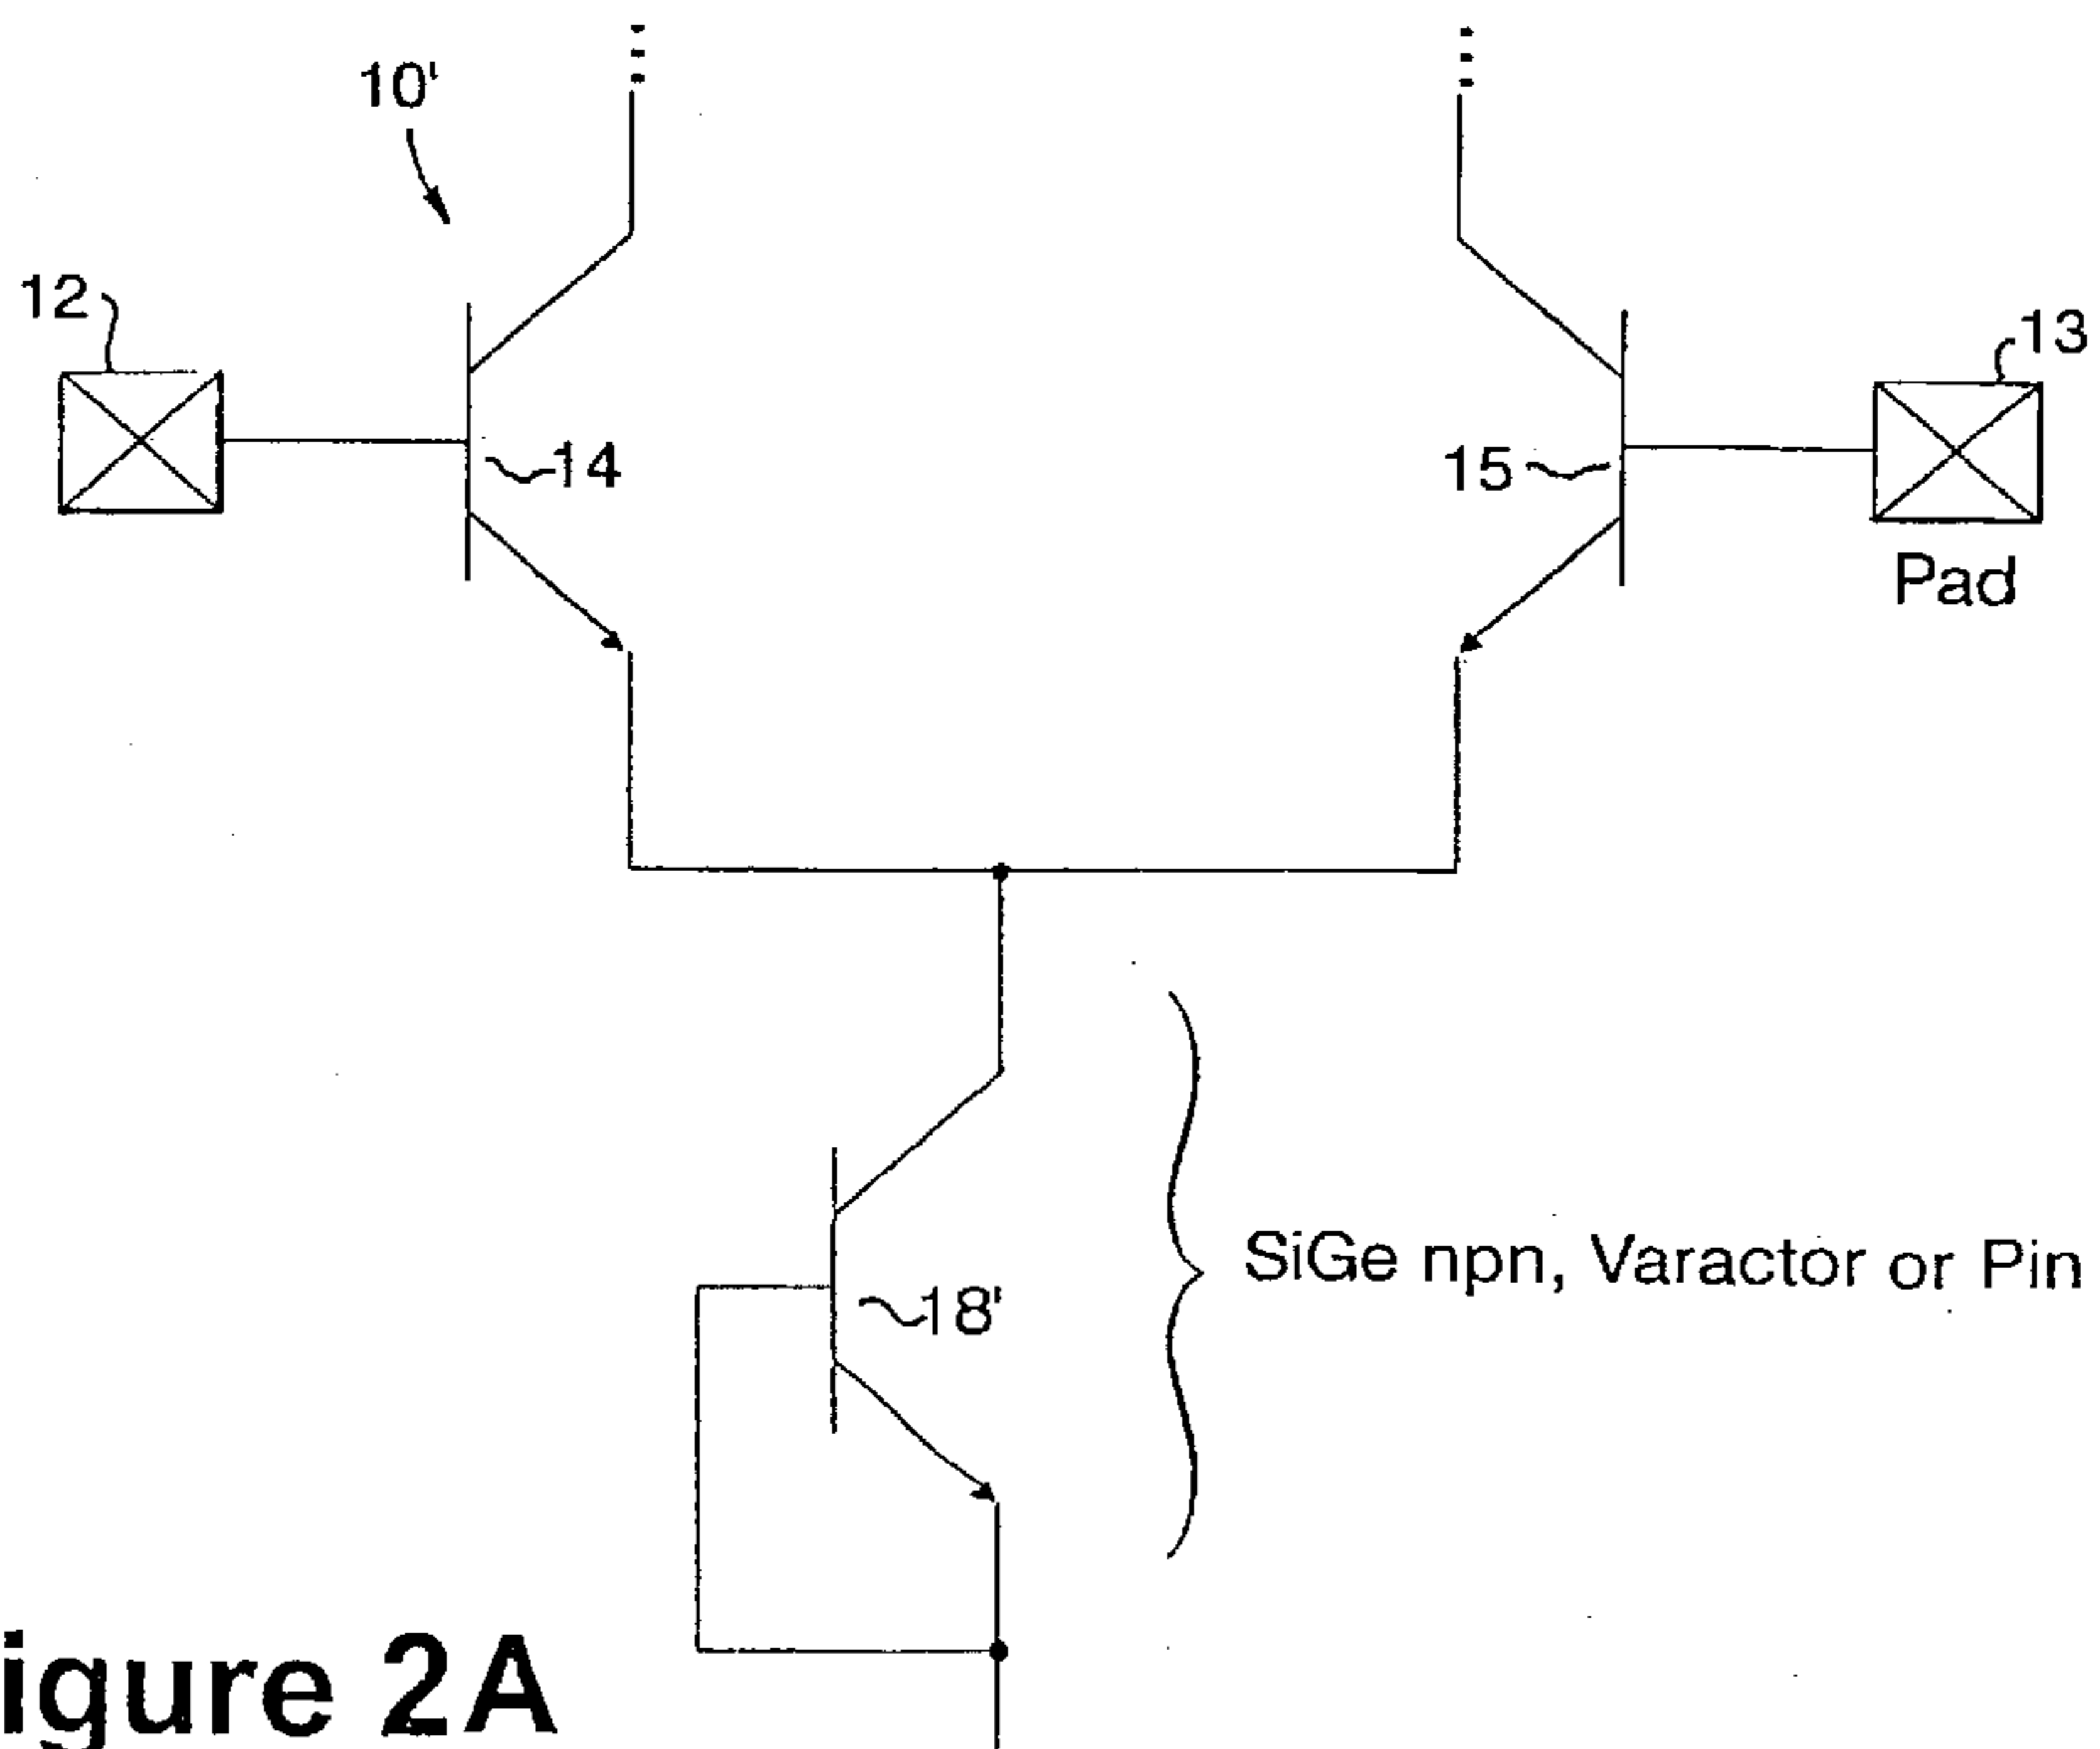 10'
12
13
14
15
Pad
SiGe npn, Varactor or Pin
18'
igure 2A